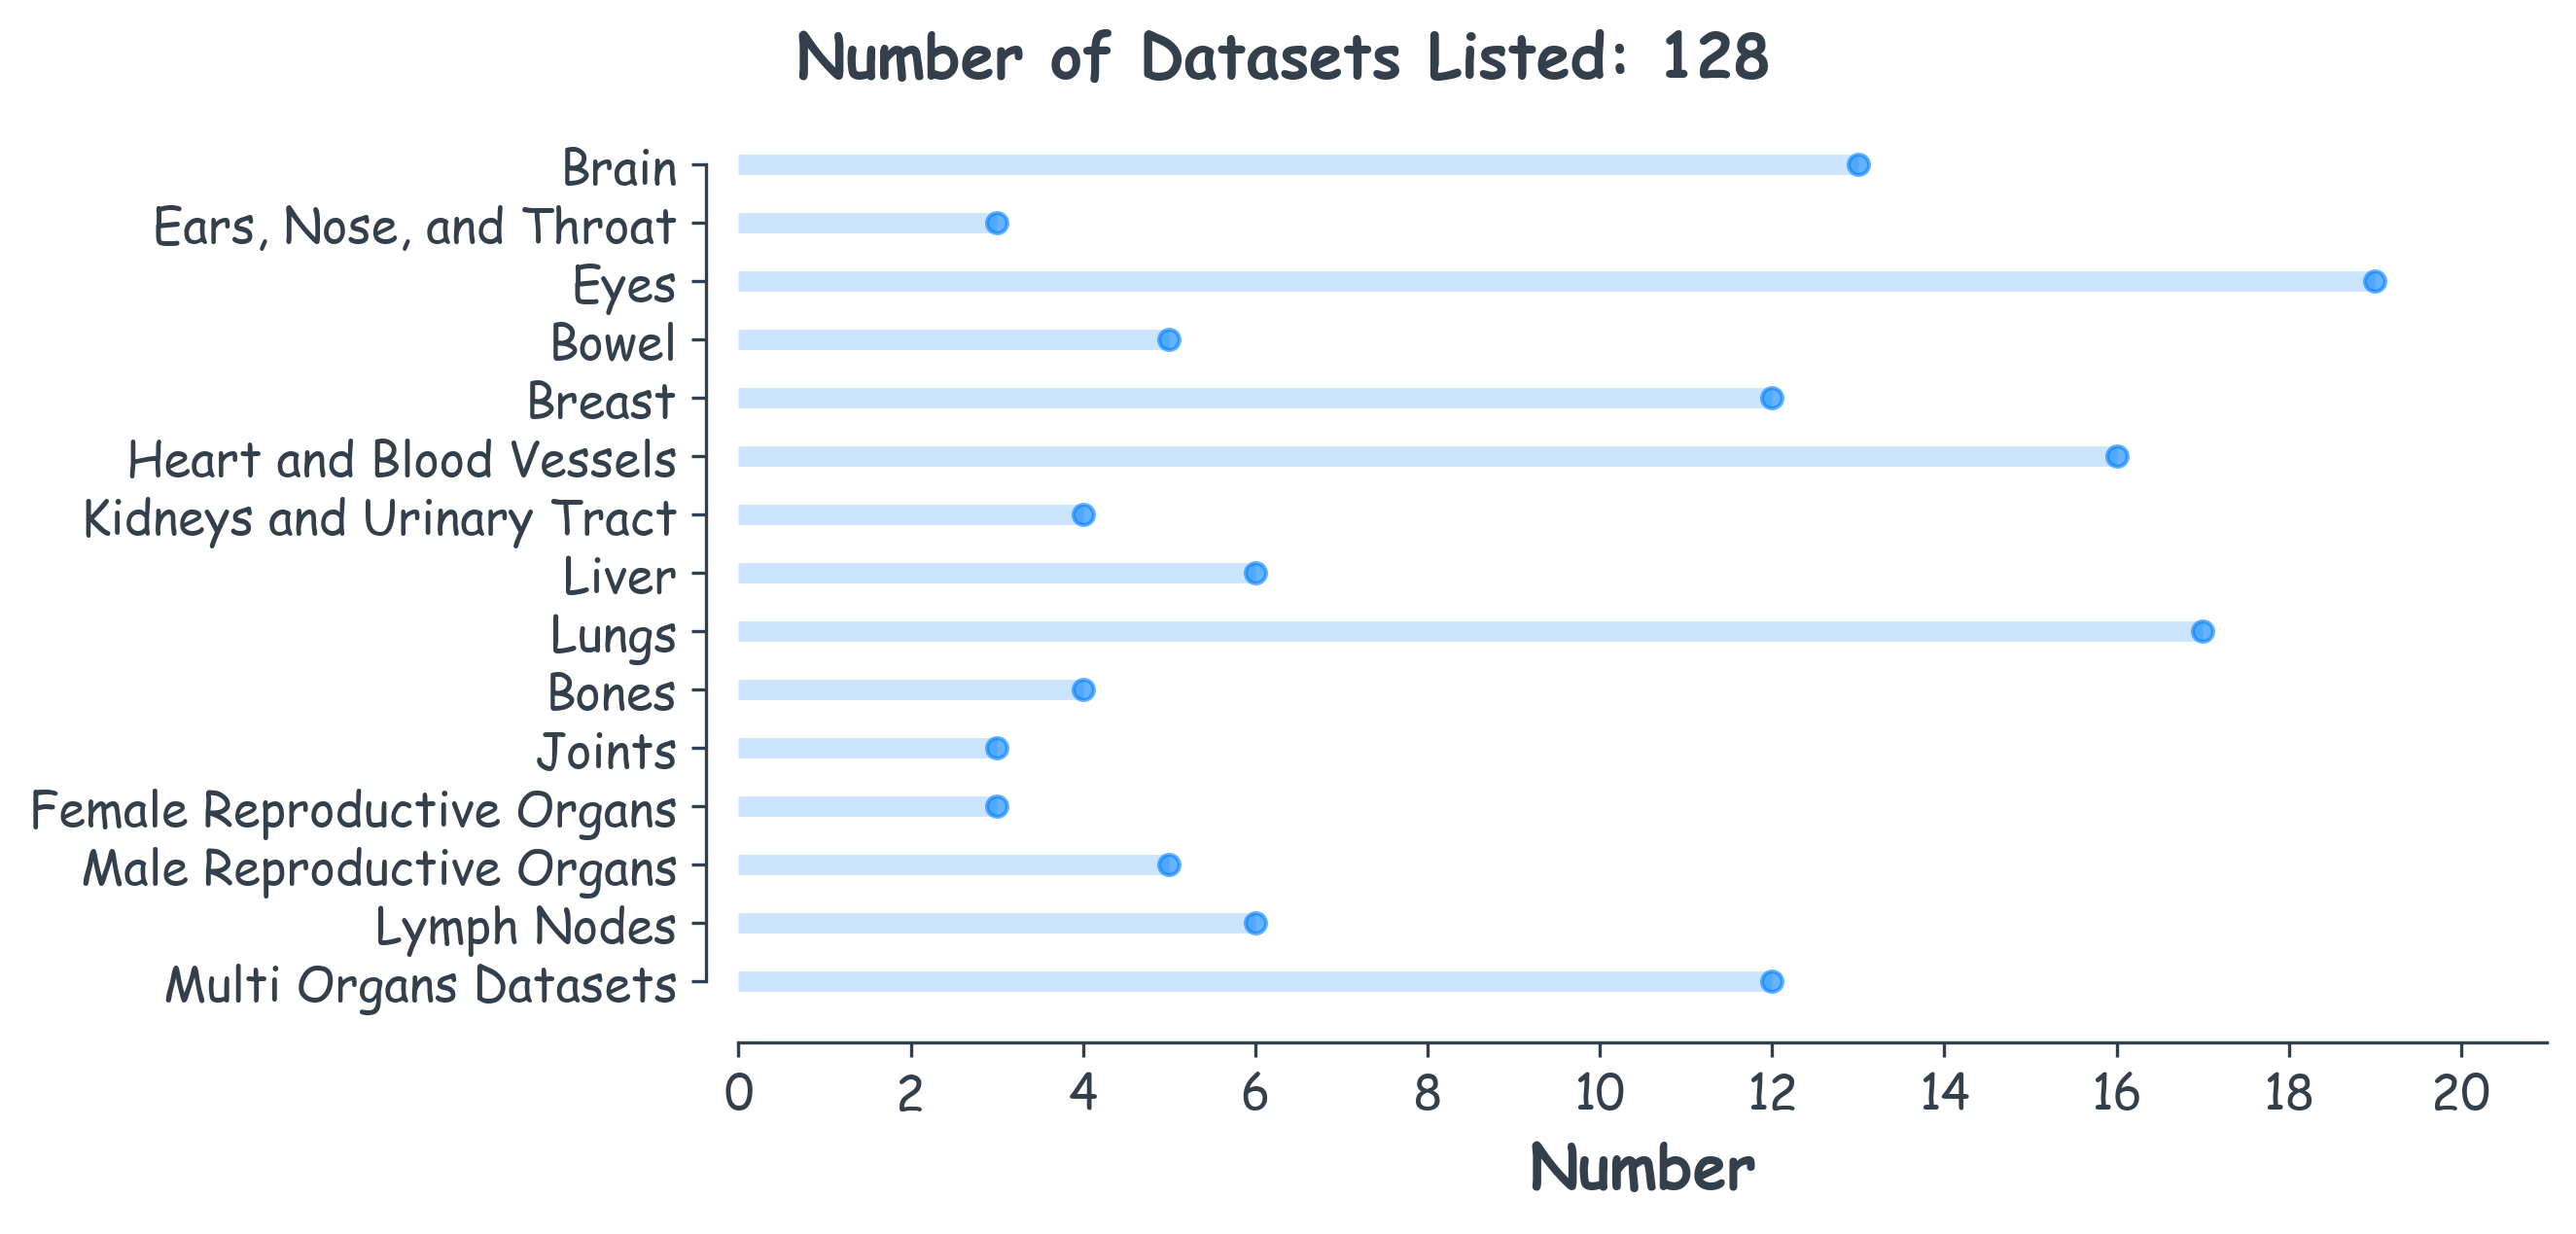 Number of Datasets Listed: 128
Brain
Ears, Nose, and Throat
Eyes
Bowel
Breast
Heart and Blood Vessels
Kidneys and Urinary Tract
Liver
Lungs
Bones
Joints
Female Reproductive Organs
Male Reproductive Organs
Lymph Nodes
Multi Organs Datasets
0 2 4 6 8 10 12 14 16 18 20
Number